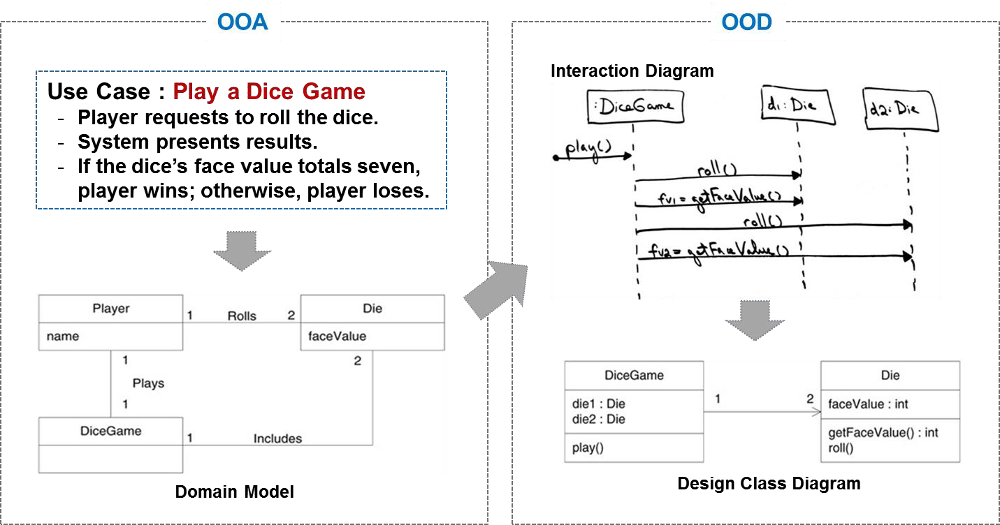 OOA
Use Case : Play a Dice Game
- Player requests to roll the dice.
- System presents results.
- If the dice's face value totals seven,
player wins; otherwise, player loses.
Player
name
1 Rolls 2
Die
faceValue
1
Plays
1
2
DiceGame
1 Includes
Domain Model
OOD
Interaction Diagram
:DiceGame
d1:Die
d2:Die
play()
roll()
fv1=getFaceValue()
roll()
fv2=getFaceValue()
DiceGame
die1 : Die
die2 : Die
play()
1 2
Die
faceValue : int
getFaceValue() : int
roll()
Design Class Diagram